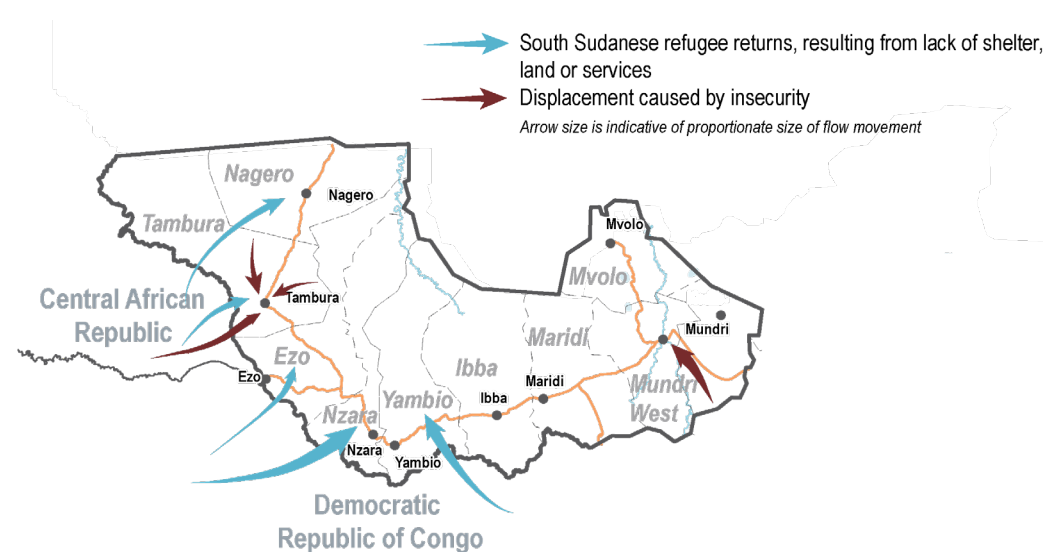 South Sudanese refugee returns, resulting from lack of shelter,
land or services
Displacement caused by insecurity
Arrow size is indicative of proportionate size of flow movement
Nagero
Nagero
Tambura
Mvolo
Mvolo
Central African
Republic
Tambura
Mundri
Maridi
Ezo
Ezo
Ibba
Maridi
Mundri
West
Yambio
Ibba
Nzara
Nzara
Yambio
Democratic
Republic of Congo